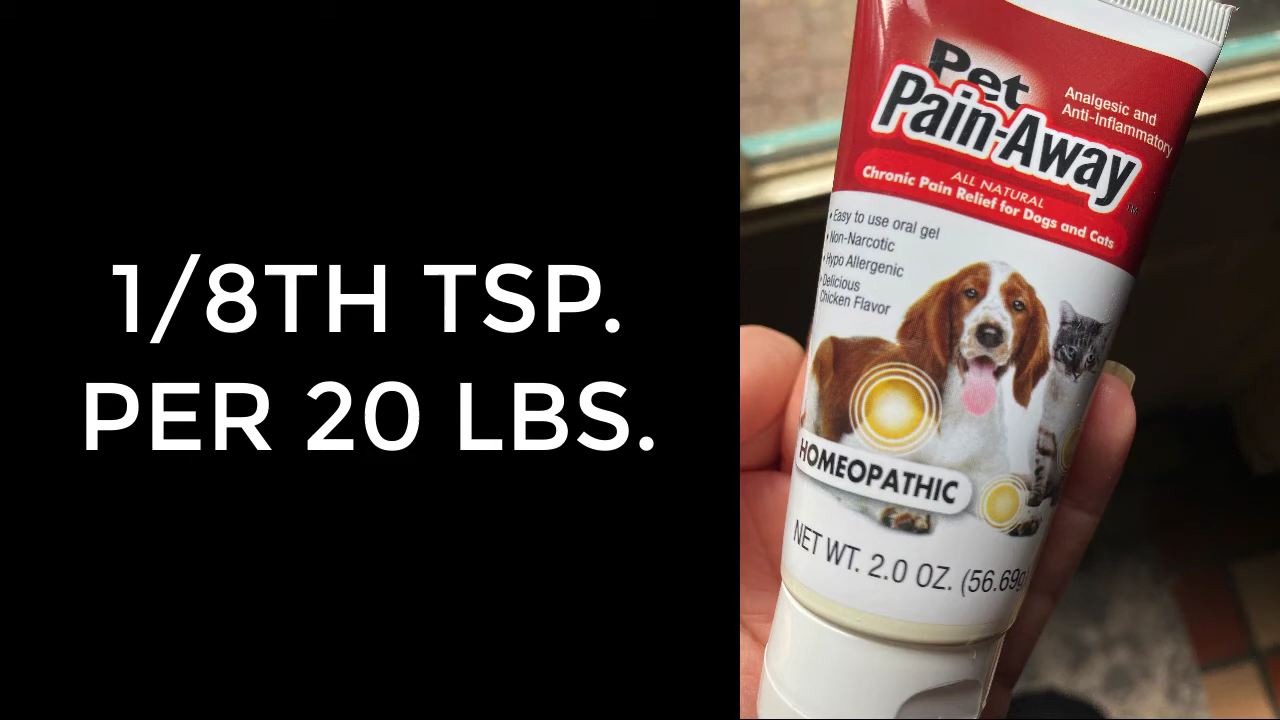 1/8TH TSP.
PER 20 LBS.
Pet
Pain-Away™
Analgesic and
Anti-Inflammatory
ALL NATURAL
Chronic Pain Relief for Dogs and Cats
• Easy to use oral gel
• Non-Narcotic
• Hypo Allergenic
• Delicious
Chicken Flavor
HOMEOPATHIC
NET WT. 2.0 OZ. (56.69g